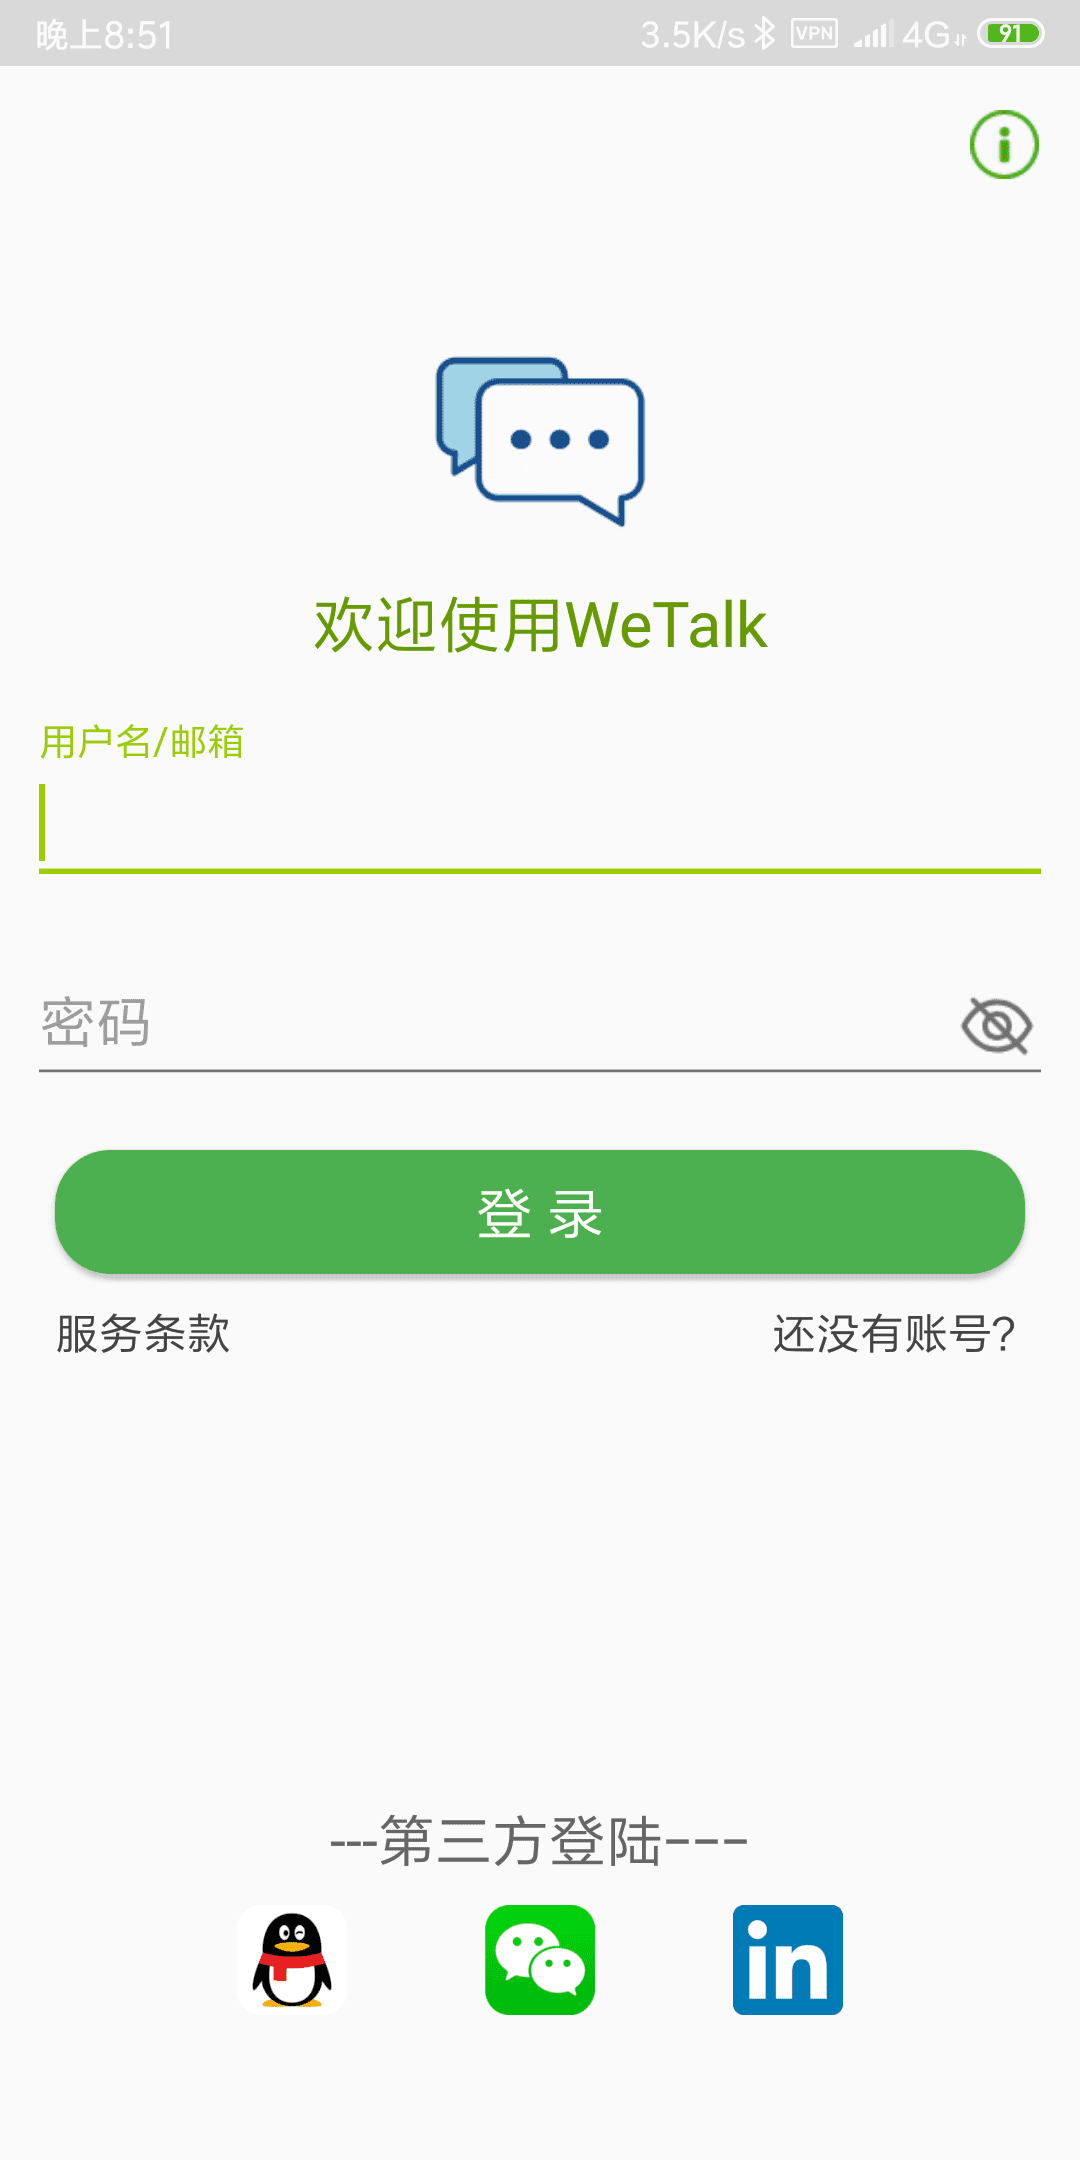 晚上8:51 3.5K/s VPN 4G 91
欢迎使用WeTalk
用户名/邮箱
密码
登 录
服务条款 还没有账号?
---第三方登陆---
in